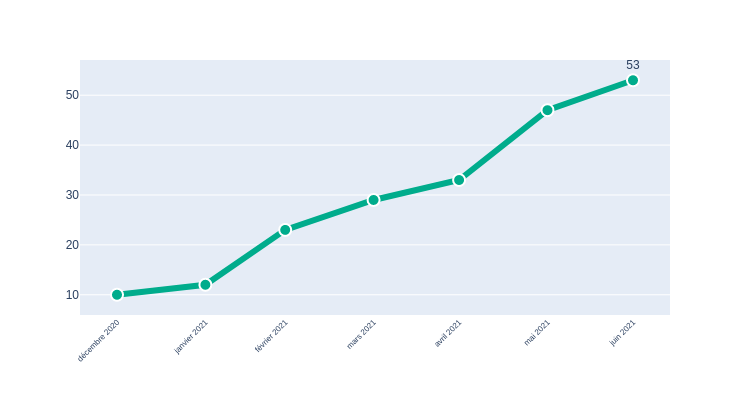 53
50
40
30
20
10
décembre 2020
janvier 2021
février 2021
mars 2021
avril 2021
mai 2021
juin 2021